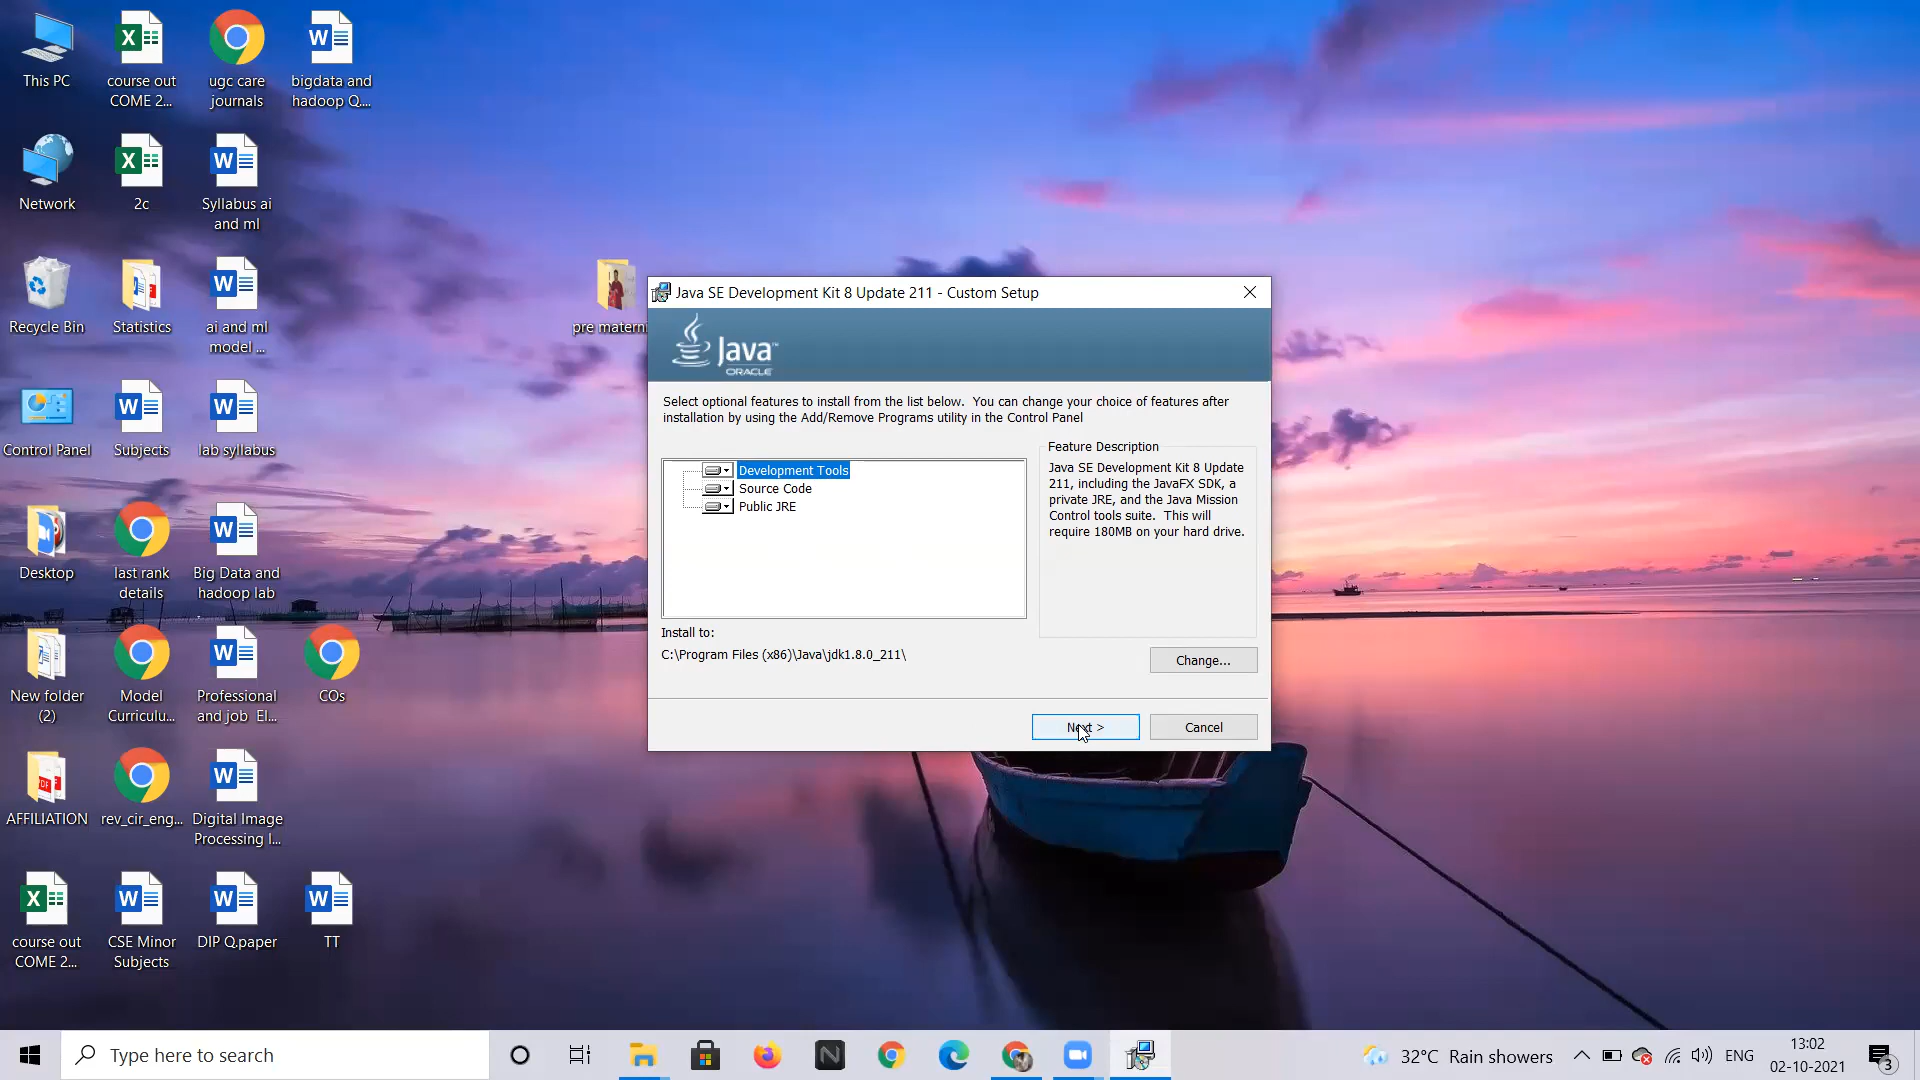 This PC
course out
COME 2...
ugc care
journals
bigdata and
hadoop Q....
Network
2c
Syllabus ai
and ml
Recycle Bin
Statistics
ai and ml
model ...
pre materni
Control Panel
Subjects
lab syllabus
Desktop
last rank
details
Big Data and
hadoop lab
New folder
(2)
Model
Curriculu...
Professional
and job El...
COs
AFFILIATION
rev_cir_eng...
Digital Image
Processing l...
course out
COME 2...
CSE Minor
Subjects
DIP Q.paper
TT
Java SE Development Kit 8 Update 211 - Custom Setup
Java™
ORACLE
Select optional features to install from the list below. You can change your choice of features after
installation by using the Add/Remove Programs utility in the Control Panel
Development Tools
Source Code
Public JRE
Feature Description
Java SE Development Kit 8 Update
211, including the JavaFX SDK, a
private JRE, and the Java Mission
Control tools suite. This will
require 180MB on your hard drive.
Install to:
C:\Program Files (x86)\Java\jdk1.8.0_211\
Change...
Next >
Cancel
Type here to search
32°C Rain showers
ENG
13:02
02-10-2021
3